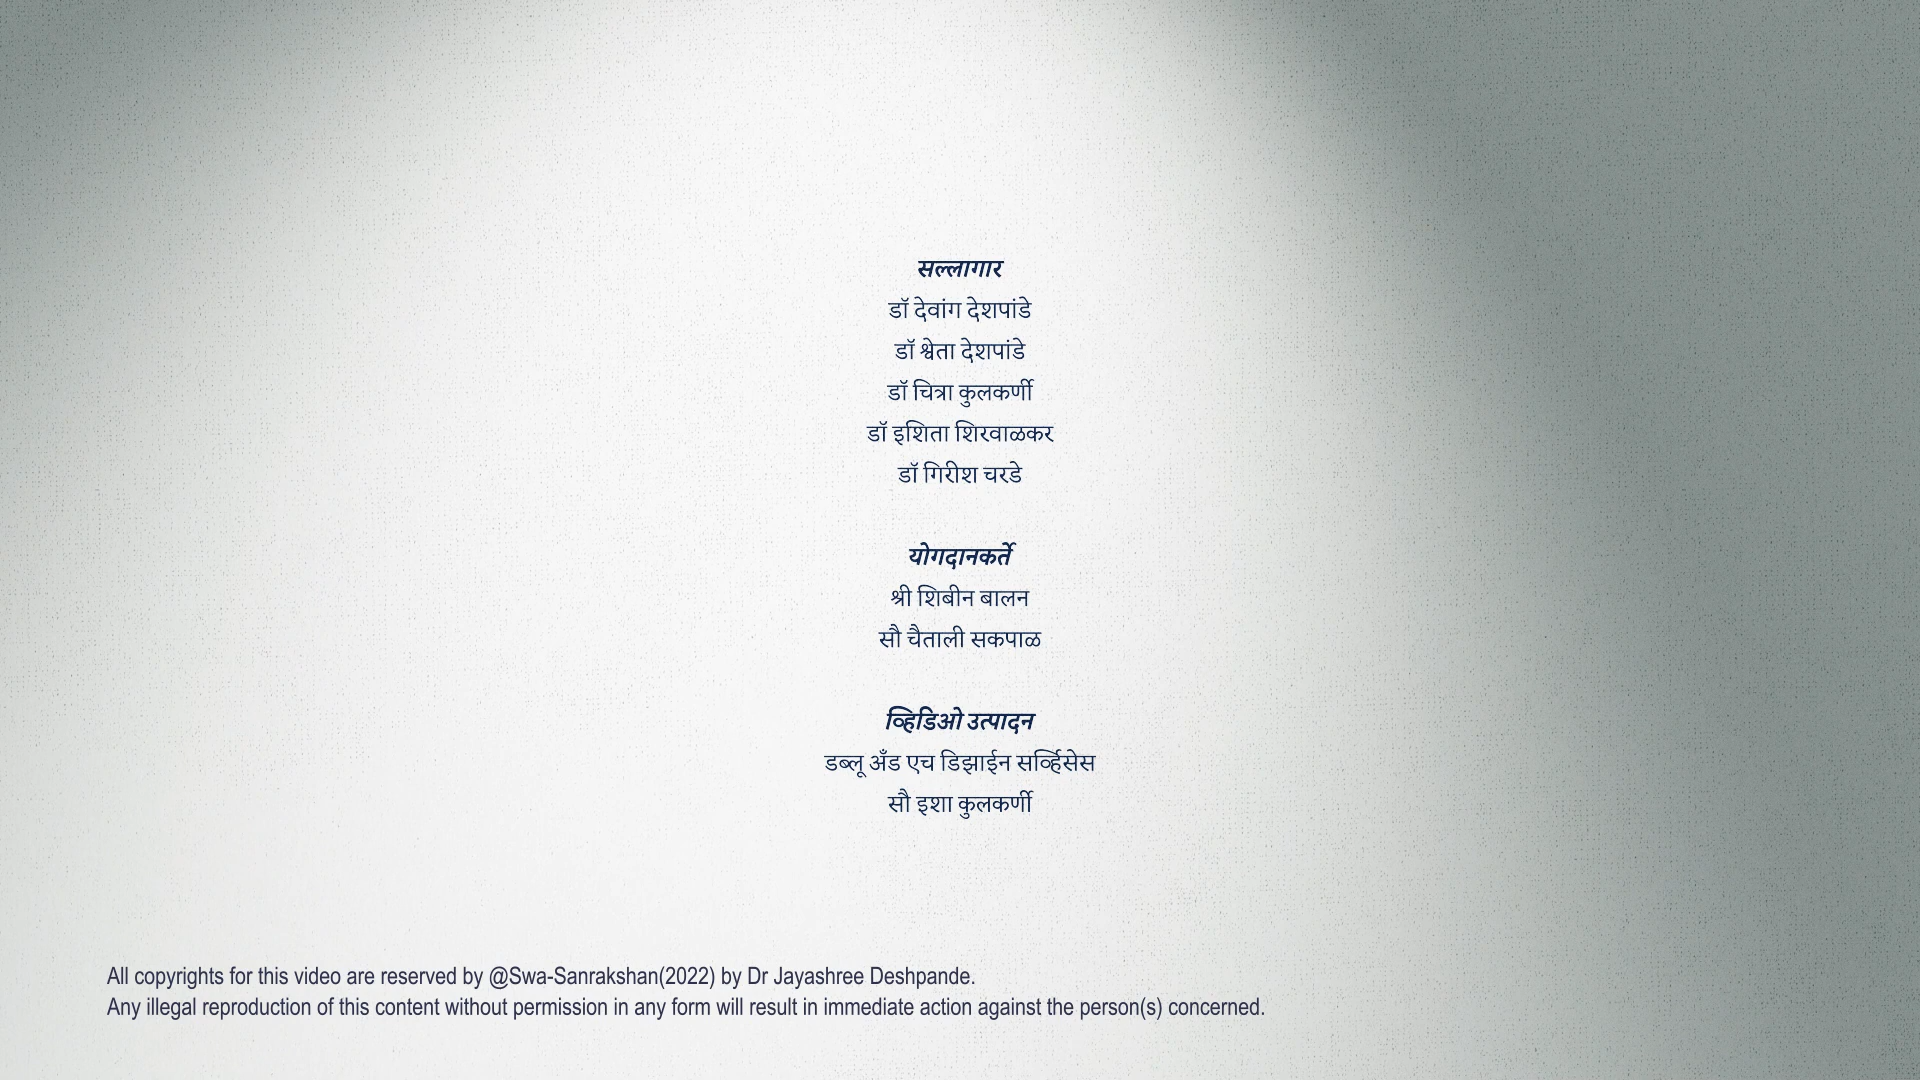 सल्लागार
डॉ देवांग देशपांडे
डॉ श्वेता देशपांडे
डॉ चित्रा कुलकर्णी
डॉ इशिता शिरवाळकर
डॉ गिरीश चरडे
योगदानकर्ते
श्री शिबीन बालन
सौ चैताली सकपाळ
व्हिडिओ उत्पादन
डब्लू अँड एच डिझाईन सर्व्हिसेस
सौ इशा कुलकर्णी
All copyrights for this video are reserved by @Swa-Sanrakshan(2022) by Dr Jayashree Deshpande.
Any illegal reproduction of this content without permission in any form will result in immediate action against the person(s) concerned.